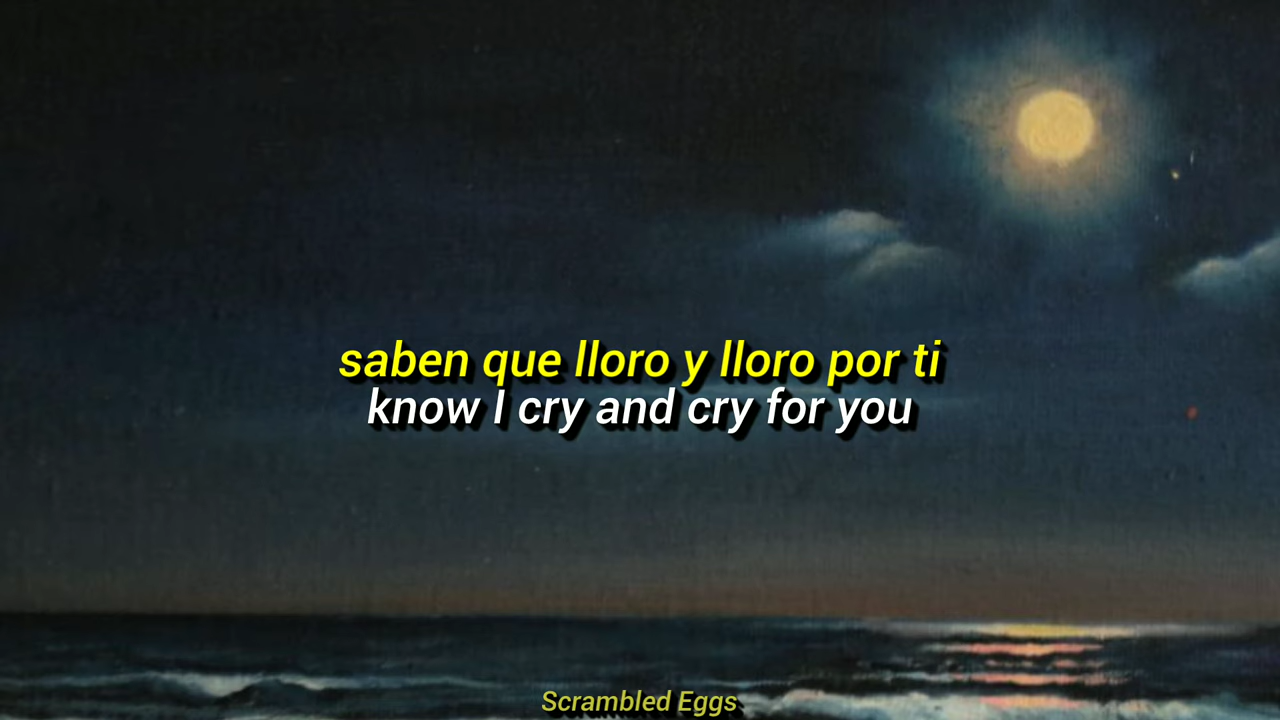 saben que lloro y lloro por ti
know I cry and cry for you
Scrambled Eggs